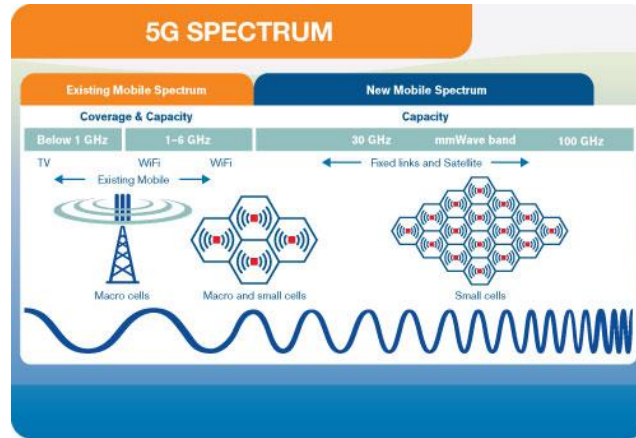 5G SPECTRUM
Existing Mobile Spectrum
New Mobile Spectrum
Coverage & Capacity
Capacity
Below 1 GHz
1–6 GHz
30 GHz
mmWave band
100 GHz
TV
WiFi
WiFi
Fixed links and Satellite
Existing Mobile
Macro cells
Macro and small cells
Small cells